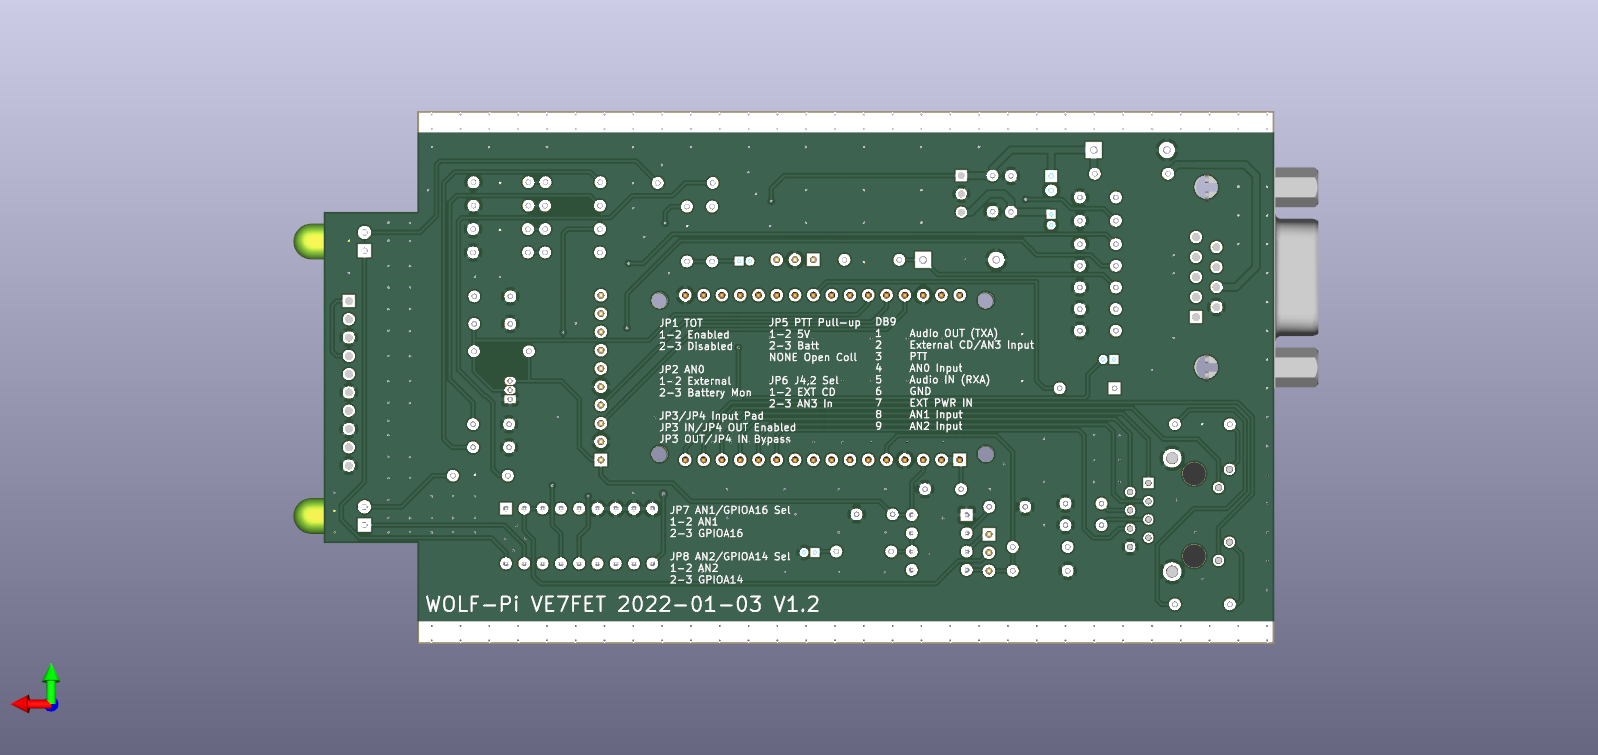 JP1 TOT
1-2 Enabled
2-3 Disabled
JP2 AN0
1-2 External
2-3 Battery Mon
JP3/JP4 Input Pad
JP3 IN/JP4 OUT Enabled
JP3 OUT/JP4 IN Bypass
JP5 PTT Pull-up
1-2 5V
2-3 Batt
NONE Open Coll
JP6 J4,2 Sel
1-2 EXT CD
2-3 AN3 In
DB9
1 Audio OUT (TXA)
2 External CD/AN3 Input
3 PTT
4 AN0 Input
5 Audio IN (RXA)
6 GND
7 EXT PWR IN
8 AN1 Input
9 AN2 Input
JP7 AN1/GPIOA16 Sel
1-2 AN1
2-3 GPIOA16
JP8 AN2/GPIOA14 Sel
1-2 AN2
2-3 GPIOA14
WOLF-Pi VE7FET 2022-01-03 V1.2